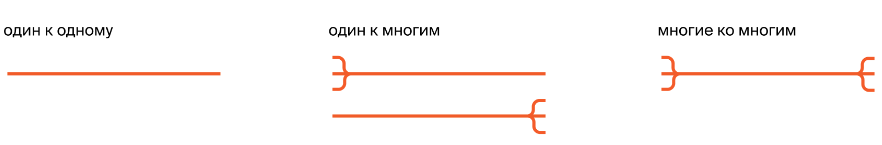 один к одному
один к многим
многие ко многим